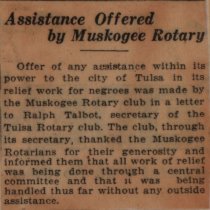 Assistance Offered
by Muskogee Rotary
Offer of any assistance within its
power to the city of Tulsa in its
relief work for negroes was made by
the Muskogee Rotary club in a letter
to Ralph Talbot, secretary of the
Tulsa Rotary club. The club, through
its secretary, thanked the Muskogee
Rotarians for their generosity and
informed them that all work of relief
was being done through a central
committee and that it was being
handled thus far without any outside
assistance.